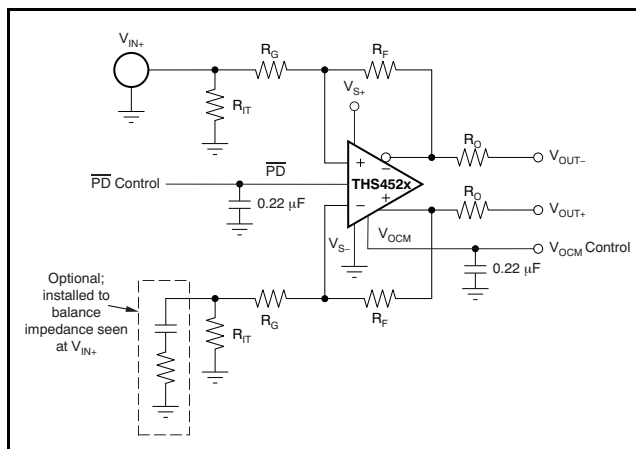 V_IN+
R_G
R_F
V_S+
R_IT
R_O
V_OUT−
+
−
PD Control
PD
THS452x
0.22 µF
−
+
R_O
V_OUT+
V_S−
V_OCM
V_OCM Control
0.22 µF
Optional;
installed to
balance
impedance seen
at V_IN+
R_G
R_F
R_IT